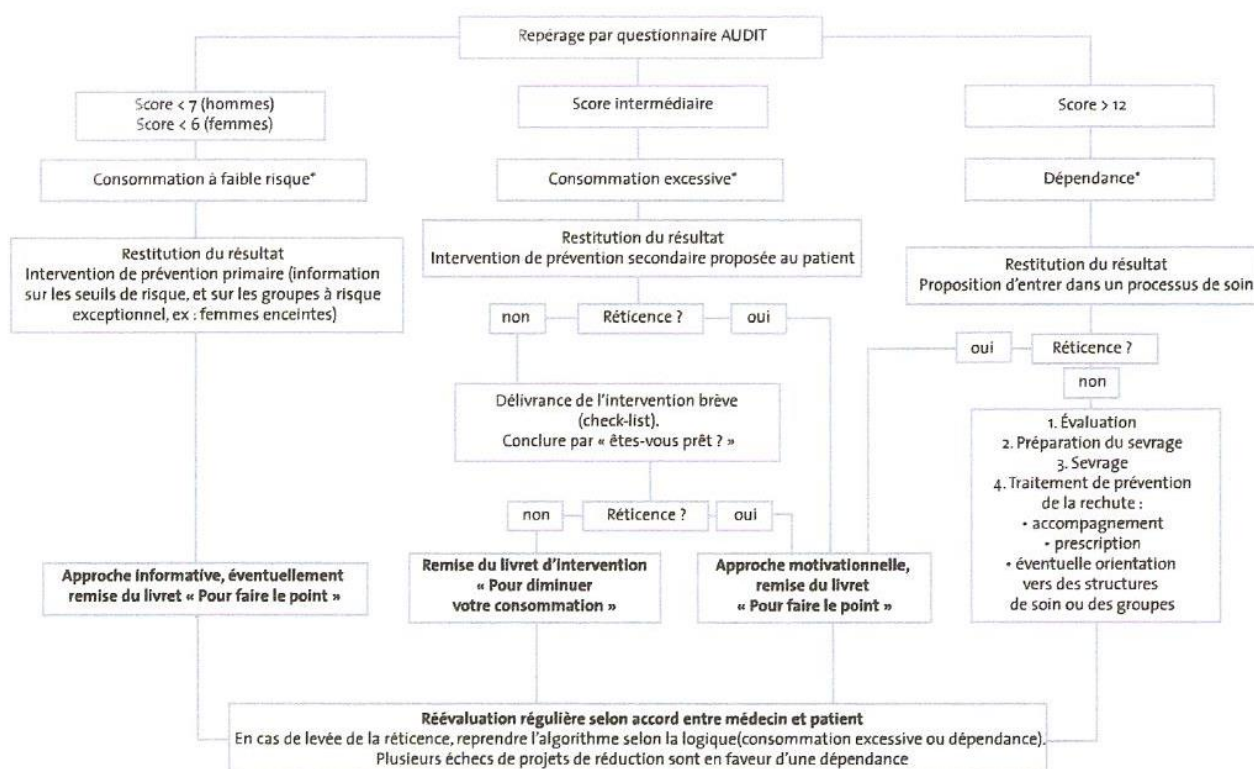 Repérage par questionnaire AUDIT
Score < 7 (hommes)
Score < 6 (femmes)
Score intermédiaire
Score > 12
Consommation à faible risque*
Consommation excessive*
Dépendance*
Restitution du résultat
Intervention de prévention primaire (information
sur les seuils de risque, et sur les groupes à risque
exceptionnel, ex : femmes enceintes)
Restitution du résultat
Intervention de prévention secondaire proposée au patient
Restitution du résultat
Proposition d'entrer dans un processus de soin
non
Réticence ?
oui
oui
Réticence ?
non
Délivrance de l'intervention brève
(check-list).
Conclure par « êtes-vous prêt ? »
1. Évaluation
2. Préparation du sevrage
3. Sevrage
4. Traitement de prévention
de la rechute :
• accompagnement
• prescription
• éventuelle orientation
vers des structures
de soin ou des groupes
non
Réticence ?
oui
Approche informative, éventuellement
remise du livret « Pour faire le point »
Remise du livret d'intervention
« Pour diminuer
votre consommation »
Approche motivationnelle,
remise du livret
« Pour faire le point »
Réévaluation régulière selon accord entre médecin et patient
En cas de levée de la réticence, reprendre l'algorithme selon la logique(consommation excessive ou dépendance).
Plusieurs échecs de projets de réduction sont en faveur d'une dépendance